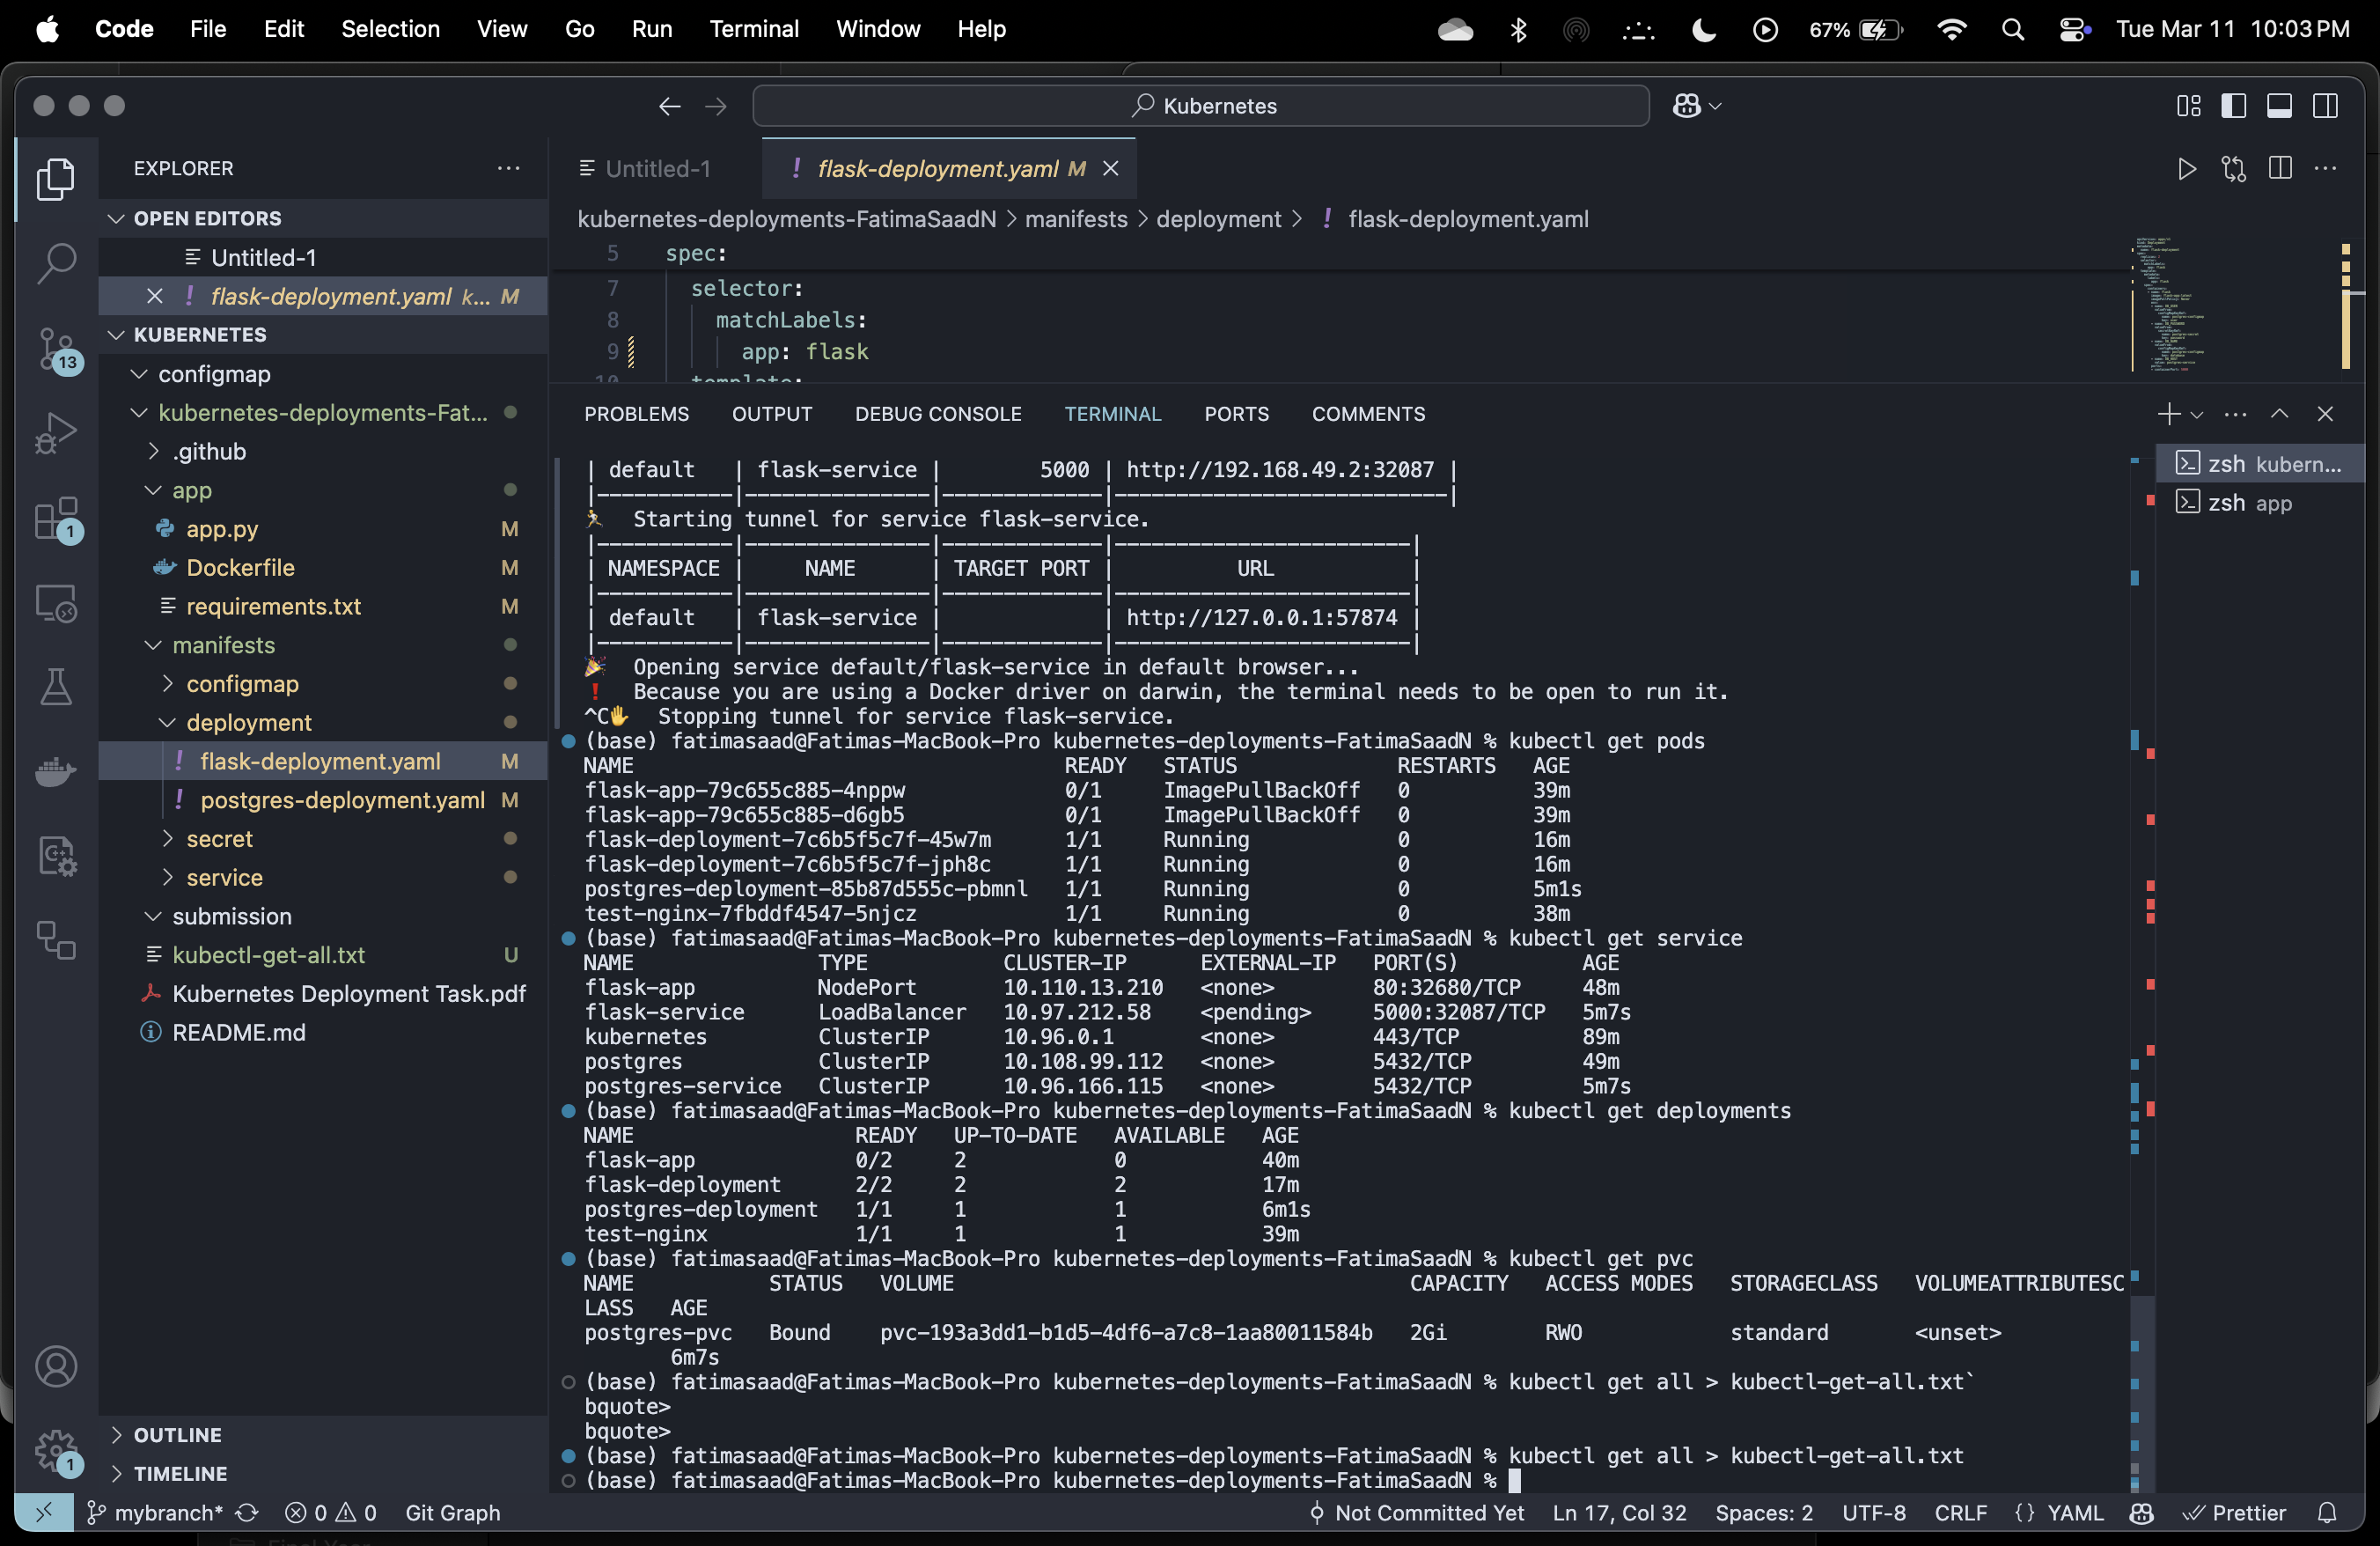 Code File Edit Selection View Go Run Terminal Window Help 67% Tue Mar 11 10:03 PM
Kubernetes
EXPLORER
OPEN EDITORS
Untitled-1
flask-deployment.yaml k... M
KUBERNETES
configmap
kubernetes-deployments-Fat...
.github
app
app.py M
Dockerfile M
requirements.txt M
manifests
configmap
deployment
flask-deployment.yaml M
postgres-deployment.yaml M
secret
service
submission
kubectl-get-all.txt U
Kubernetes Deployment Task.pdf
README.md
OUTLINE
TIMELINE
13
1
1
Untitled-1 flask-deployment.yaml M
kubernetes-deployments-FatimaSaadN > manifests > deployment > ! flask-deployment.yaml
5 spec:
7 selector:
8 matchLabels:
9 app: flask
10 template:
PROBLEMS OUTPUT DEBUG CONSOLE TERMINAL PORTS COMMENTS
zsh kubern...
zsh app
| default | flask-service | 5000 | http://192.168.49.2:32087 |
|-----------|---------------|-------------|---------------------------|
🏃 Starting tunnel for service flask-service.
|-----------|---------------|-------------|------------------------|
| NAMESPACE | NAME | TARGET PORT | URL |
|-----------|---------------|-------------|------------------------|
| default | flask-service | | http://127.0.0.1:57874 |
|-----------|---------------|-------------|------------------------|
🎉 Opening service default/flask-service in default browser...
❗ Because you are using a Docker driver on darwin, the terminal needs to be open to run it.
^C✋ Stopping tunnel for service flask-service.
(base) fatimasaad@Fatimas-MacBook-Pro kubernetes-deployments-FatimaSaadN % kubectl get pods
NAME READY STATUS RESTARTS AGE
flask-app-79c655c885-4nppw 0/1 ImagePullBackOff 0 39m
flask-app-79c655c885-d6gb5 0/1 ImagePullBackOff 0 39m
flask-deployment-7c6b5f5c7f-45w7m 1/1 Running 0 16m
flask-deployment-7c6b5f5c7f-jph8c 1/1 Running 0 16m
postgres-deployment-85b87d555c-pbmnl 1/1 Running 0 5m1s
test-nginx-7fbddf4547-5njcz 1/1 Running 0 38m
(base) fatimasaad@Fatimas-MacBook-Pro kubernetes-deployments-FatimaSaadN % kubectl get service
NAME TYPE CLUSTER-IP EXTERNAL-IP PORT(S) AGE
flask-app NodePort 10.110.13.210 <none> 80:32680/TCP 48m
flask-service LoadBalancer 10.97.212.58 <pending> 5000:32087/TCP 5m7s
kubernetes ClusterIP 10.96.0.1 <none> 443/TCP 89m
postgres ClusterIP 10.108.99.112 <none> 5432/TCP 49m
postgres-service ClusterIP 10.96.166.115 <none> 5432/TCP 5m7s
(base) fatimasaad@Fatimas-MacBook-Pro kubernetes-deployments-FatimaSaadN % kubectl get deployments
NAME READY UP-TO-DATE AVAILABLE AGE
flask-app 0/2 2 0 40m
flask-deployment 2/2 2 2 17m
postgres-deployment 1/1 1 1 6m1s
test-nginx 1/1 1 1 39m
(base) fatimasaad@Fatimas-MacBook-Pro kubernetes-deployments-FatimaSaadN % kubectl get pvc
NAME STATUS VOLUME CAPACITY ACCESS MODES STORAGECLASS VOLUMEATTRIBUTESC
LASS AGE
postgres-pvc Bound pvc-193a3dd1-b1d5-4df6-a7c8-1aa80011584b 2Gi RWO standard <unset>
6m7s
(base) fatimasaad@Fatimas-MacBook-Pro kubernetes-deployments-FatimaSaadN % kubectl get all > kubectl-get-all.txt`
bquote>
bquote>
(base) fatimasaad@Fatimas-MacBook-Pro kubernetes-deployments-FatimaSaadN % kubectl get all > kubectl-get-all.txt
(base) fatimasaad@Fatimas-MacBook-Pro kubernetes-deployments-FatimaSaadN %
mybranch* 0 0 Git Graph Not Committed Yet Ln 17, Col 32 Spaces: 2 UTF-8 CRLF {} YAML Prettier